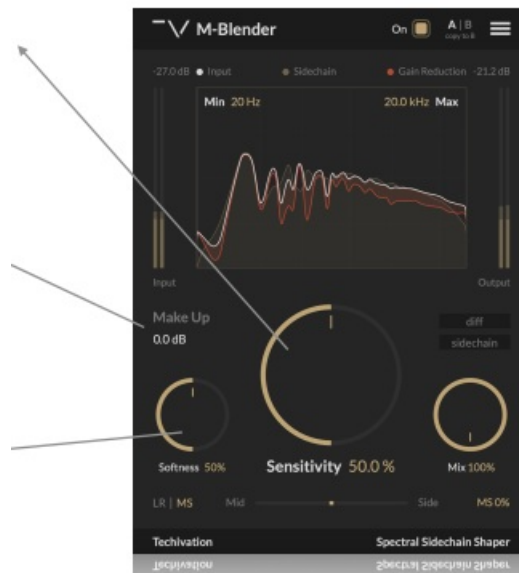 M-Blender On A | B
copy to B
-27.0 dB Input Sidechain Gain Reduction -21.2 dB
Min 20 Hz 20.0 kHz Max
Input Output
Make Up
0.0 dB
diff
sidechain
Softness 50% Sensitivity 50.0 % Mix 100%
LR | MS Mid Side MS 0%
Techivation Spectral Sidechain Shaper